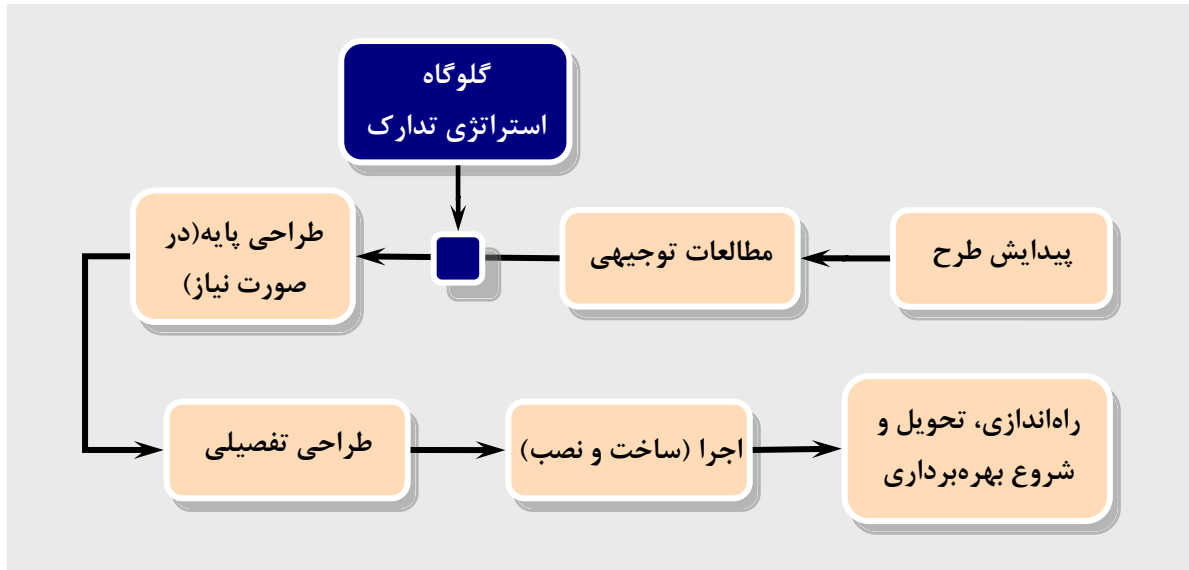 گلوگاه
استراتژی تدارک
پیدایش طرح
مطالعات توجیهی
طراحی پایه(در
صورت نیاز)
طراحی تفصیلی
اجرا (ساخت و نصب)
راه‌اندازی، تحویل و
شروع بهره‌برداری